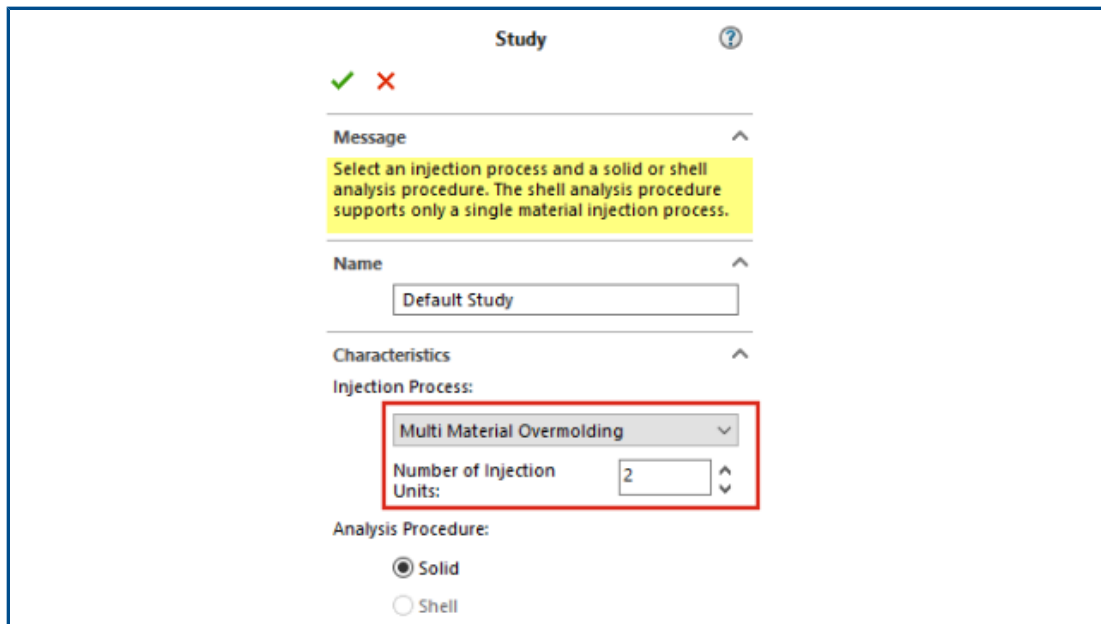 Study
Message
Select an injection process and a solid or shell
analysis procedure. The shell analysis procedure
supports only a single material injection process.
Name
Default Study
Characteristics
Injection Process:
Multi Material Overmolding
Number of Injection
Units:
2
Analysis Procedure:
Solid
Shell